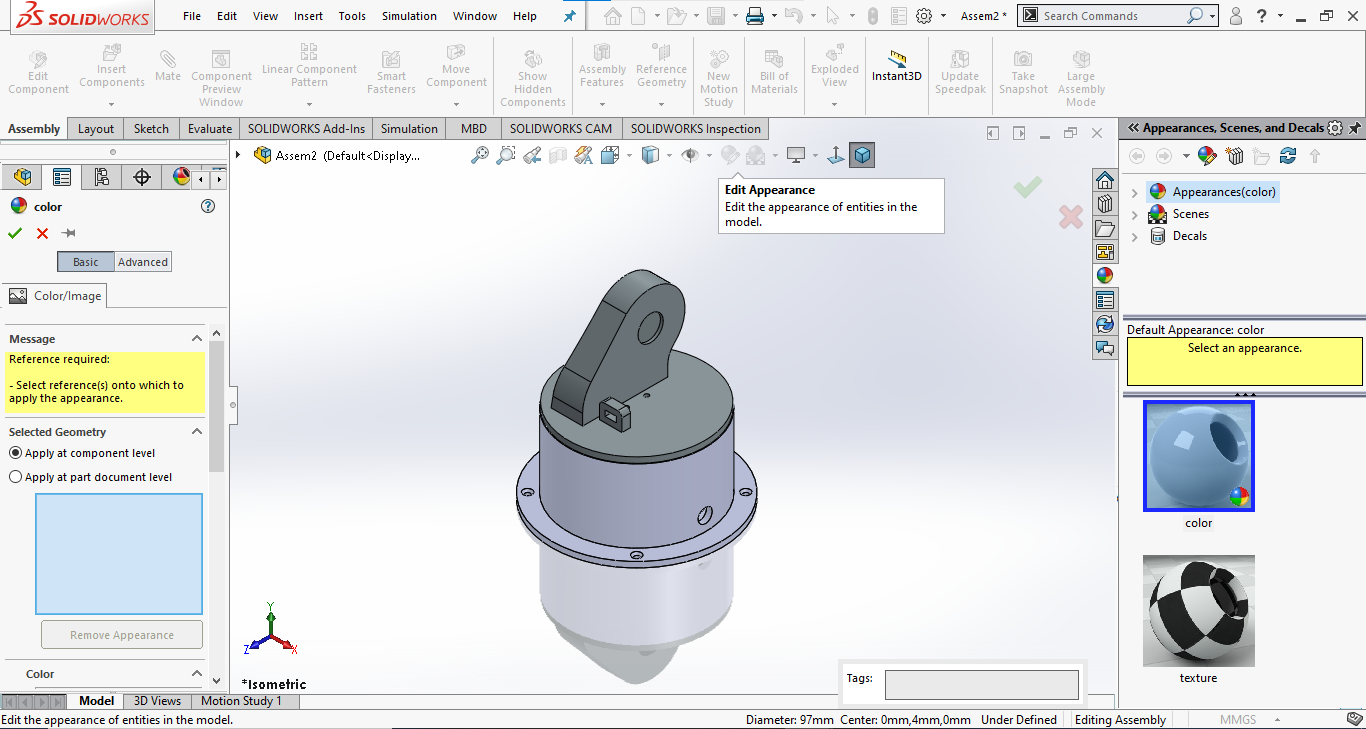 SOLIDWORKS
File Edit View Insert Tools Simulation Window Help
Assem2 *
Search Commands
Edit Component
Insert Components
Mate
Component Preview Window
Linear Component Pattern
Smart Fasteners
Move Component
Show Hidden Components
Assembly Features
Reference Geometry
New Motion Study
Bill of Materials
Exploded View
Instant3D
Update Speedpak
Take Snapshot
Large Assembly Mode
Assembly Layout Sketch Evaluate SOLIDWORKS Add-Ins Simulation MBD SOLIDWORKS CAM SOLIDWORKS Inspection
Assem2 (Default<Display...
color
Basic Advanced
Color/Image
Message
Reference required:
- Select reference(s) onto which to
apply the appearance.
Selected Geometry
Apply at component level
Apply at part document level
Remove Appearance
Color
Edit Appearance
Edit the appearance of entities in the
model.
Y
Z
X
*Isometric
Tags:
Appearances, Scenes, and Decals
Appearances(color)
Scenes
Decals
Default Appearance: color
Select an appearance.
color
texture
Model 3D Views Motion Study 1
Edit the appearance of entities in the model.
Diameter: 97mm Center: 0mm,4mm,0mm Under Defined Editing Assembly MMGS